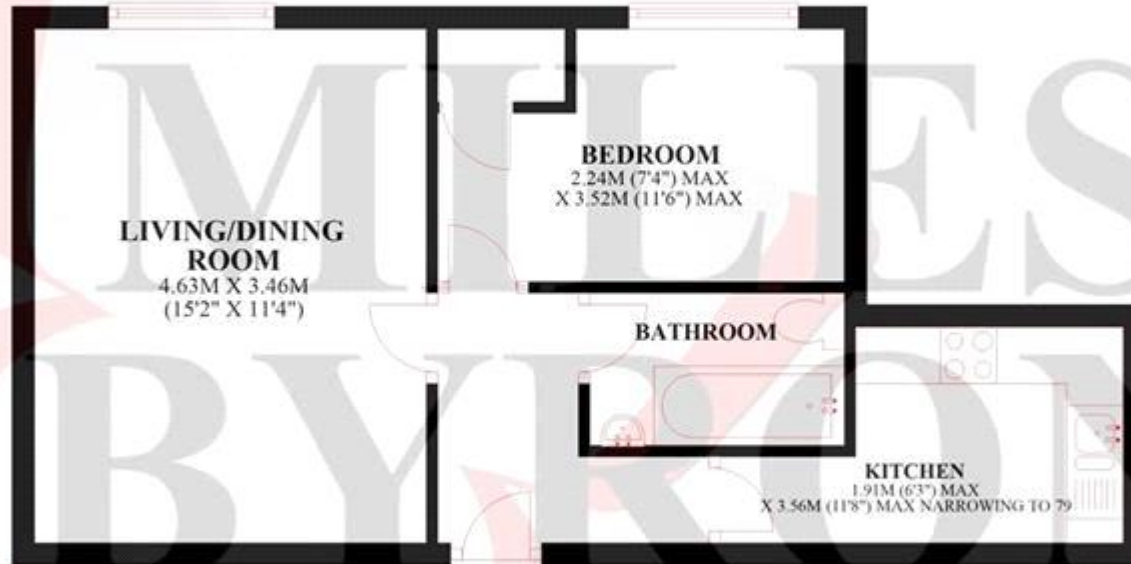 MILES
BYRON
LIVING/DINING
ROOM
4.63M X 3.46M
(15'2" X 11'4")
BEDROOM
2.24M (7'4") MAX
X 3.52M (11'6") MAX
BATHROOM
KITCHEN
1.91M (6'3") MAX
X 3.56M (11'8") MAX NARROWING TO 79